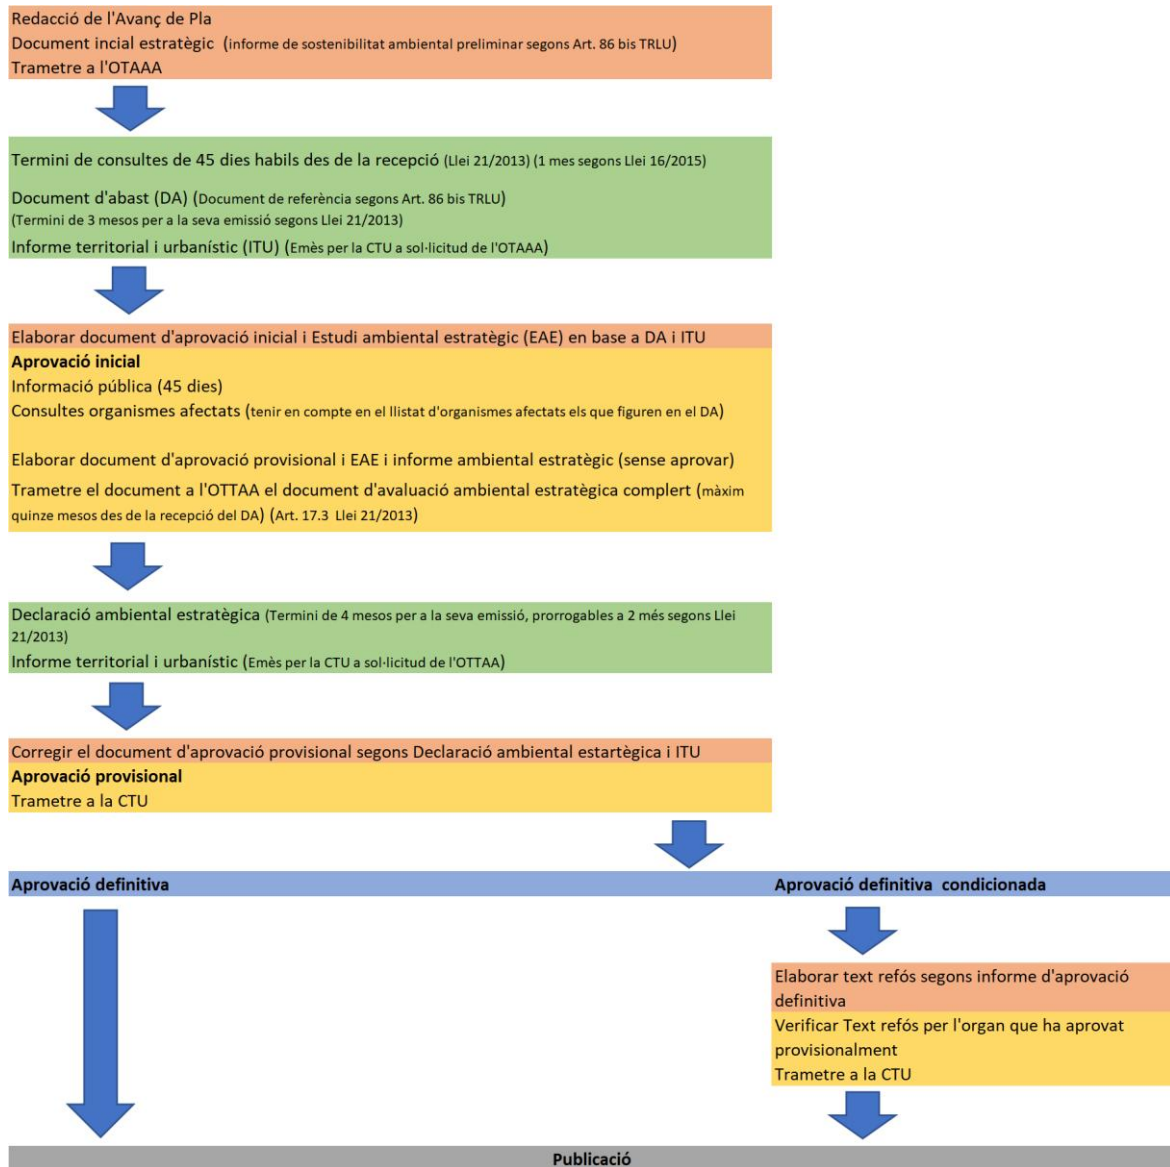 Redacció de l'Avanç de Pla
Document incial estratègic (informe de sostenibilitat ambiental preliminar segons Art. 86 bis TRLU)
Trametre a l'OTAAA
Termini de consultes de 45 dies habils des de la recepció (Llei 21/2013) (1 mes segons Llei 16/2015)
Document d'abast (DA) (Document de referència segons Art. 86 bis TRLU)
(Termini de 3 mesos per a la seva emissió segons Llei 21/2013)
Informe territorial i urbanístic (ITU) (Emès per la CTU a sol·licitud de l'OTAAA)
Elaborar document d'aprovació inicial i Estudi ambiental estratègic (EAE) en base a DA i ITU
Aprovació inicial
Informació pública (45 dies)
Consultes organismes afectats (tenir en compte en el llistat d'organismes afectats els que figuren en el DA)
Elaborar document d'aprovació provisional i EAE i informe ambiental estratègic (sense aprovar)
Trametre el document a l'OTTAA el document d'avaluació ambiental estratègica complert (màxim
quinze mesos des de la recepció del DA) (Art. 17.3 Llei 21/2013)
Declaració ambiental estratègica (Termini de 4 mesos per a la seva emissió, prorrogables a 2 més segons Llei
21/2013)
Informe territorial i urbanístic (Emès per la CTU a sol·licitud de l'OTTAA)
Corregir el document d'aprovació provisional segons Declaració ambiental estartègica i ITU
Aprovació provisional
Trametre a la CTU
Aprovació definitiva
Aprovació definitiva condicionada
Elaborar text refós segons informe d'aprovació
definitiva
Verificar Text refós per l'organ que ha aprovat
provisionalment
Trametre a la CTU
Publicació